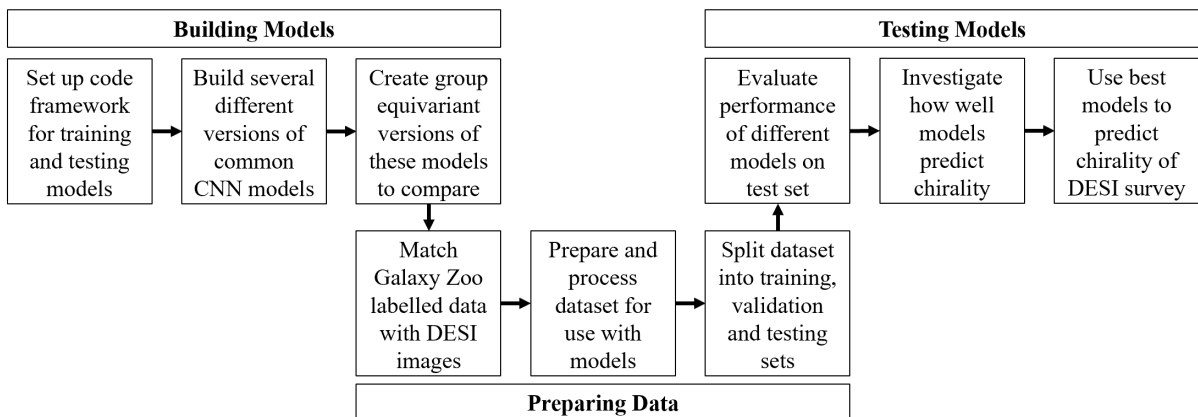 Building Models
Set up code
framework
for training
and testing
models
Build several
different
versions of
common
CNN models
Create group
equivariant
versions of
these models
to compare
Match
Galaxy Zoo
labelled data
with DESI
images
Prepare and
process
dataset for
use with
models
Split dataset
into training,
validation
and testing
sets
Preparing Data
Testing Models
Evaluate
performance
of different
models on
test set
Investigate
how well
models
predict
chirality
Use best
models to
predict
chirality of
DESI survey